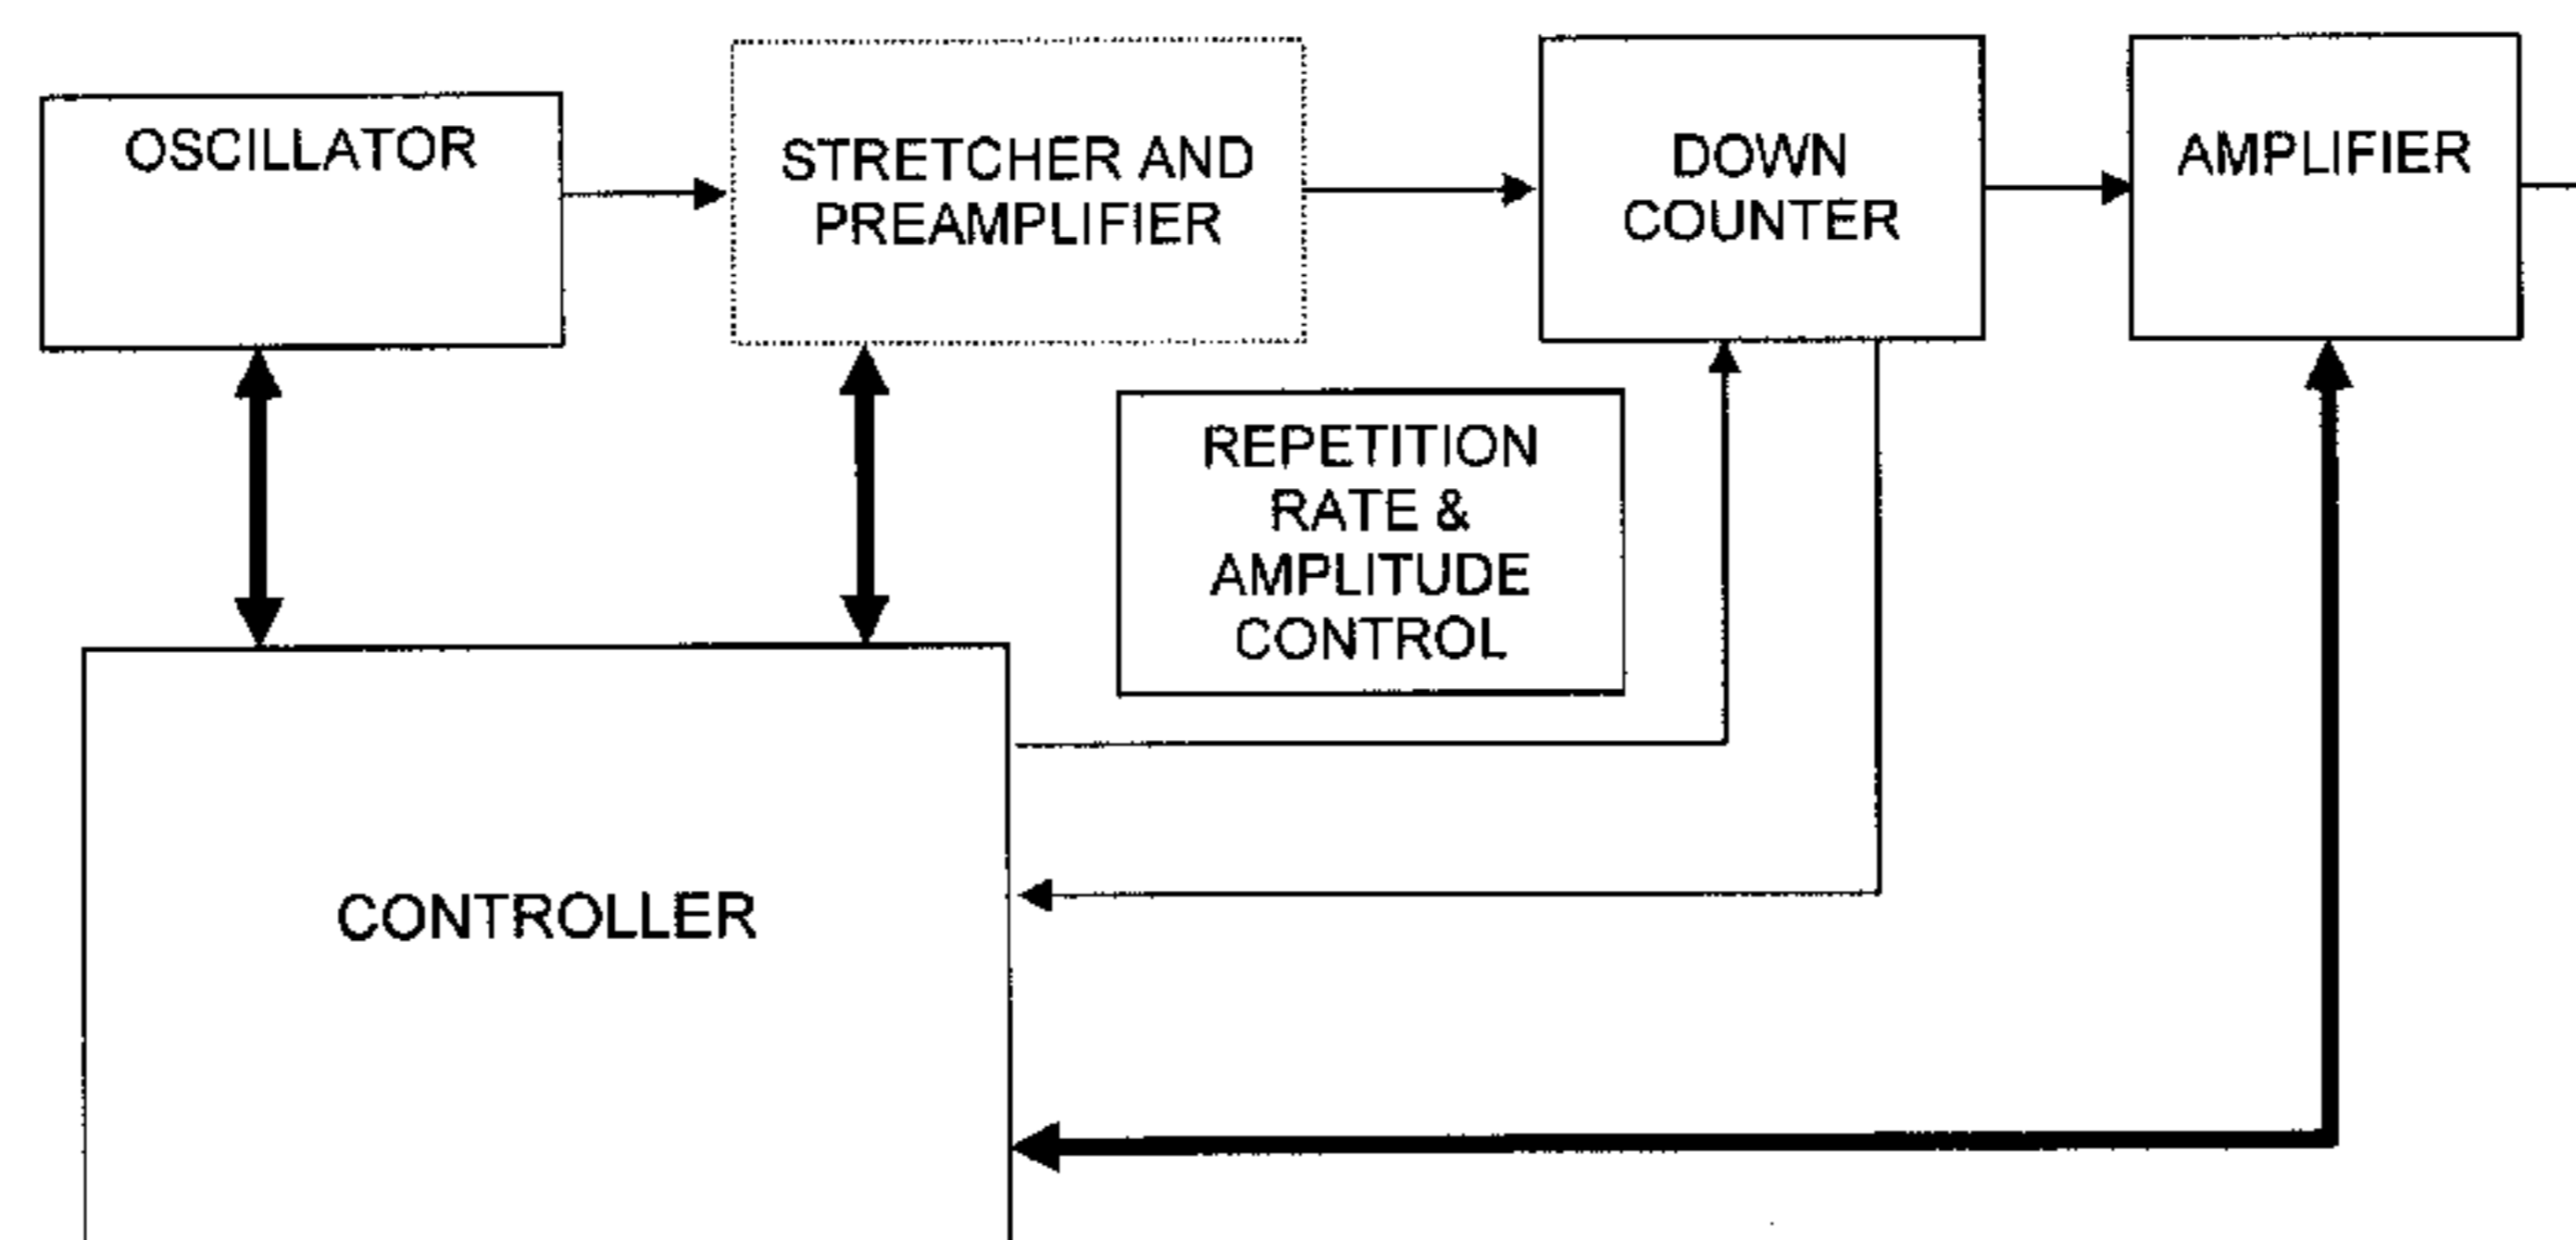 OSCILLATOR
STRETCHER AND
PREAMPLIFIER
DOWN
COUNTER
AMPLIFIER
REPETITION
RATE &
AMPLITUDE
CONTROL
CONTROLLER